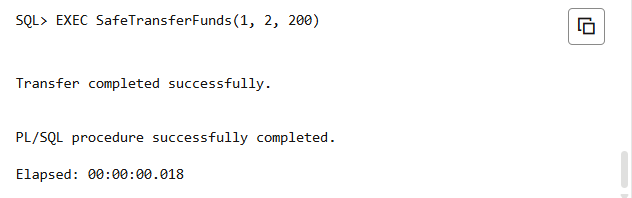 SQL> EXEC SafeTransferFunds(1, 2, 200)
Transfer completed successfully.
PL/SQL procedure successfully completed.
Elapsed: 00:00:00.018